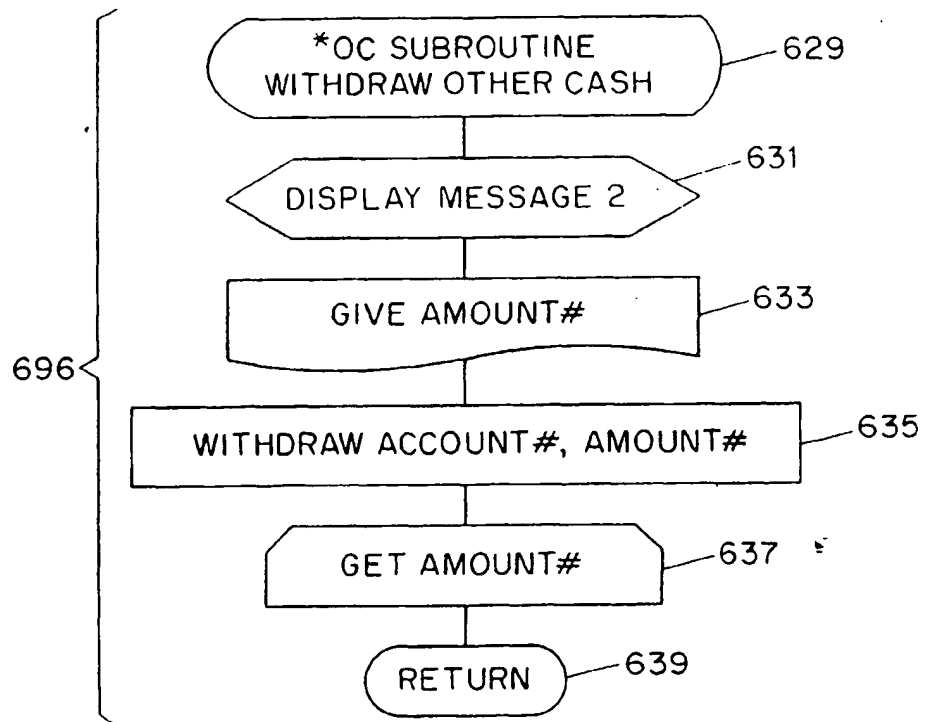 *OC SUBROUTINE
WITHDRAW OTHER CASH
629
DISPLAY MESSAGE 2
631
GIVE AMOUNT#
633
696
WITHDRAW ACCOUNT#, AMOUNT#
635
GET AMOUNT#
637
RETURN
639